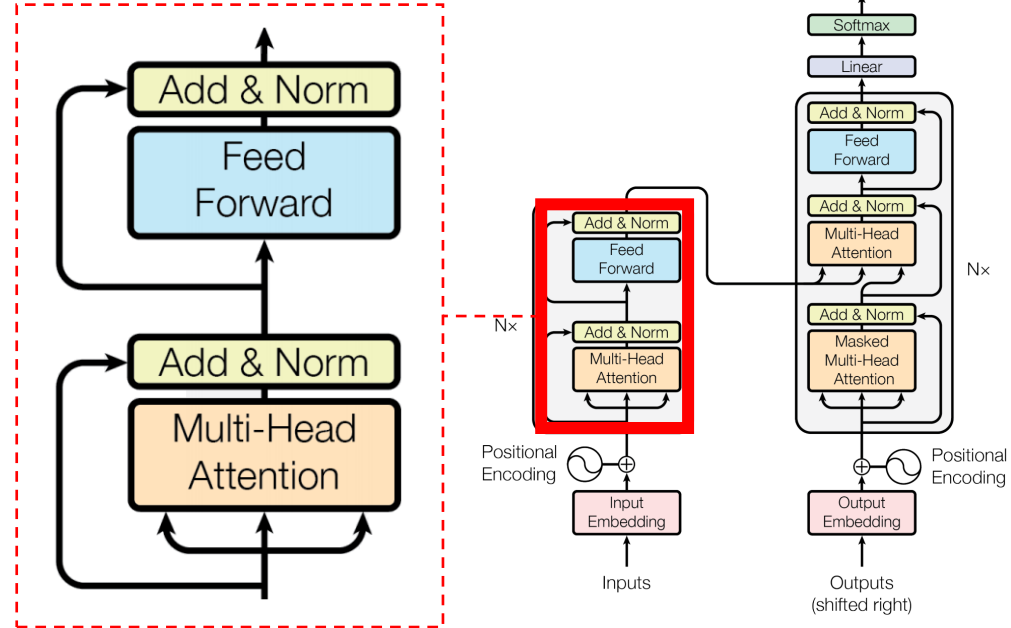 Add & Norm
Feed
Forward
Add & Norm
Multi-Head
Attention
Nx
Add & Norm
Feed
Forward
Add & Norm
Multi-Head
Attention
Positional
Encoding
Input
Embedding
Inputs
Softmax
Linear
Add & Norm
Feed
Forward
Add & Norm
Multi-Head
Attention
Nx
Add & Norm
Masked
Multi-Head
Attention
Positional
Encoding
Output
Embedding
Outputs
(shifted right)